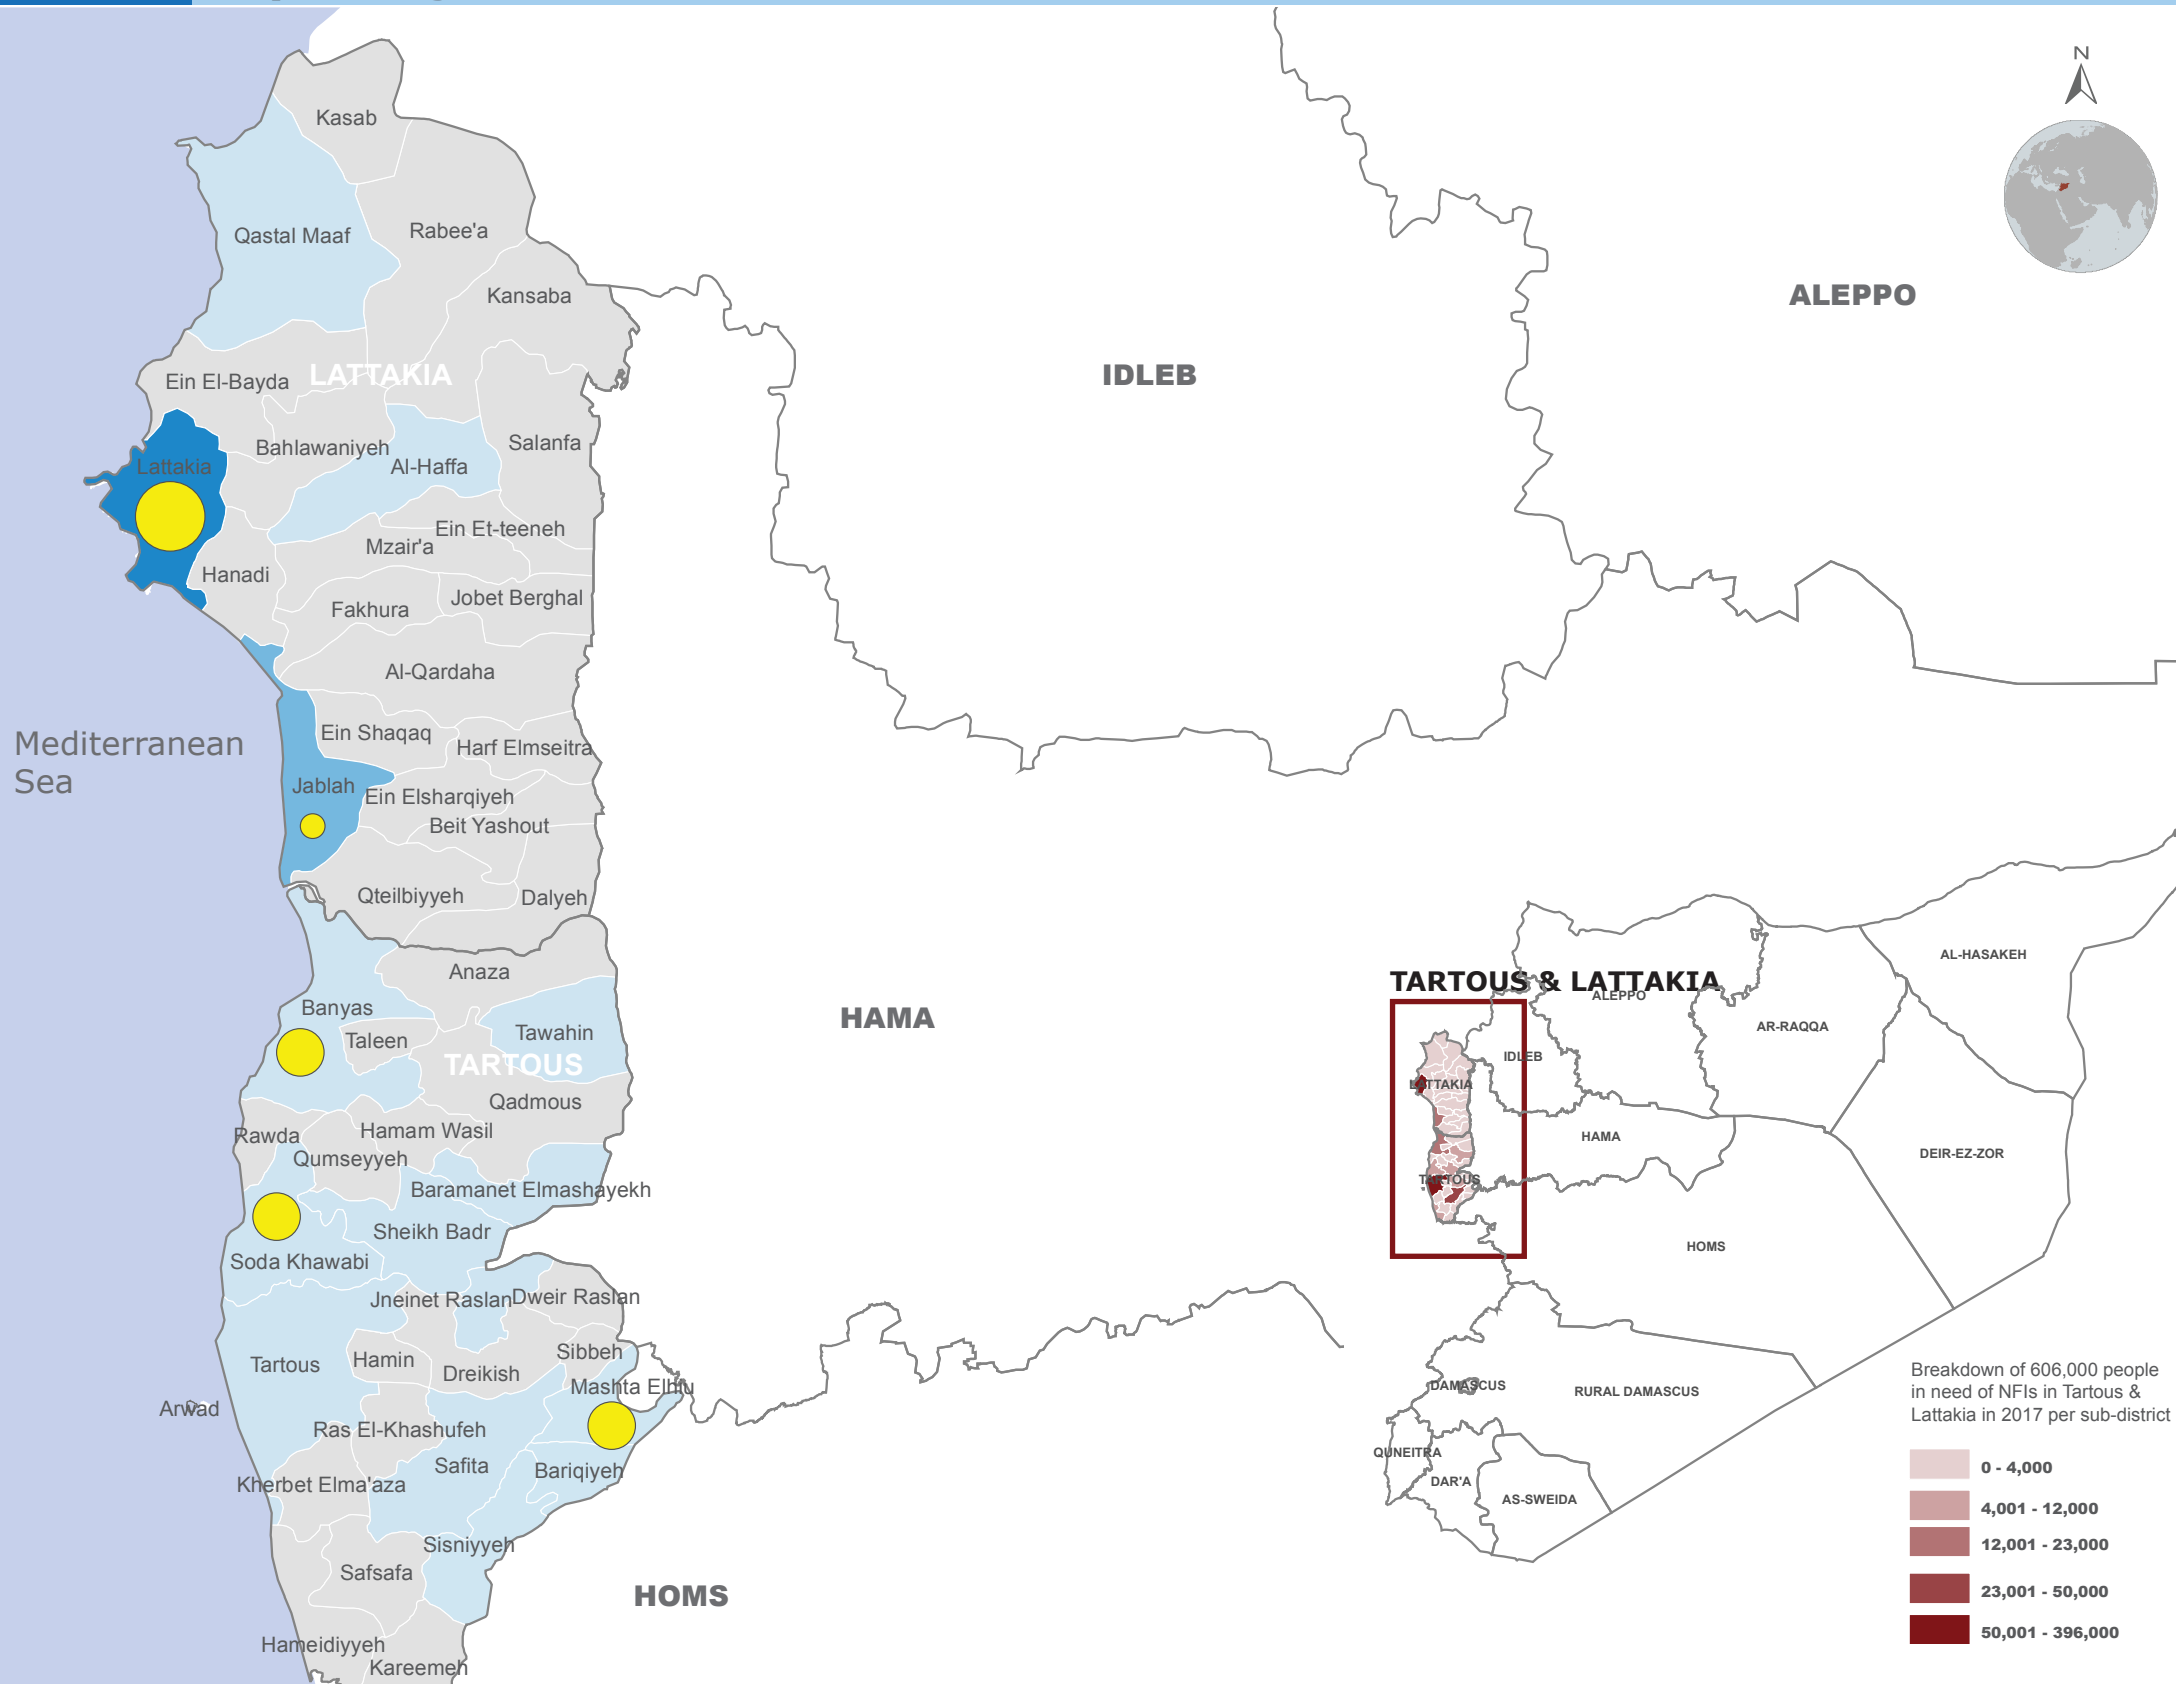 N
Kasab
Qastal Maaf
Rabee'a
Kansaba
ALEPPO
IDLEB
LATTAKIA
Ein El-Bayda
Bahlawaniyeh
Salanfa
Lattakia
Al-Haffa
Ein Et-teeneh
Mzair'a
Hanadi
Jobet Berghal
Fakhura
Al-Qardaha
Ein Shaqaq
Harf Elmseitra
Mediterranean
Sea
Jablah
Ein Elsharqiyeh
Beit Yashout
Qteilbiyyeh
Dalyeh
Anaza
Banyas
Tawahin
Taleen
TARTOUS
HAMA
Qadmous
Rawda
Hamam Wasil
Qumseyyeh
Baramanet Elmashayekh
Sheikh Badr
Soda Khawabi
Jneinet Raslan
Dweir Raslan
Tartous
Hamin
Dreikish
Sibbeh
Mashta Elhlu
Arwad
Ras El-Khashufeh
Safita
Bariqiyeh
Kherbet Elma'aza
Sisniyyeh
Safsafa
HOMS
Hameidiyyeh
Kareemeh
TARTOUS & LATTAKIA
ALEPPO
AL-HASAKEH
AR-RAQQA
IDLEB
LATTAKIA
HAMA
DEIR-EZ-ZOR
TARTOUS
HOMS
DAMASCUS
RURAL DAMASCUS
QUNEITRA
DAR'A
AS-SWEIDA
Breakdown of 606,000 people
in need of NFIs in Tartous &
Lattakia in 2017 per sub-district
0 - 4,000
4,001 - 12,000
12,001 - 23,000
23,001 - 50,000
50,001 - 396,000